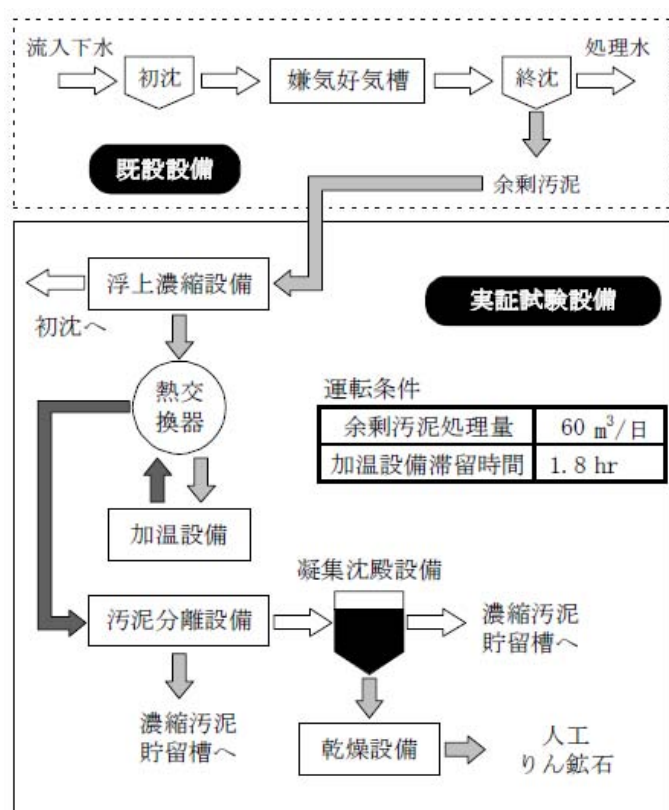 流入下水
処理水
初沈
嫌気好気槽
終沈
既設設備
余剰汚泥
浮上濃縮設備
実証試験設備
初沈へ
熱交
換器
運転条件
余剰汚泥処理量 60 m³/日
加温設備滞留時間 1.8 hr
加温設備
凝集沈殿設備
汚泥分離設備
濃縮汚泥
貯留槽へ
濃縮汚泥
貯留槽へ
乾燥設備
人工
りん鉱石